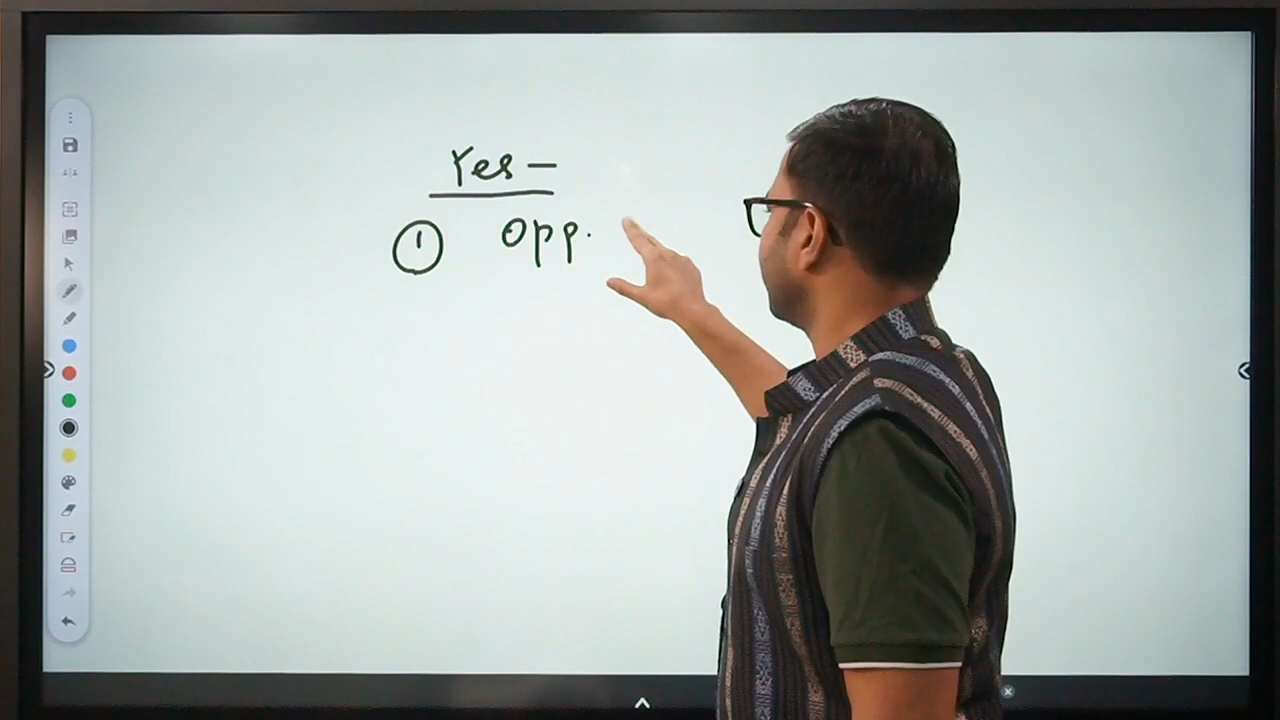 Yes –
① Opp.